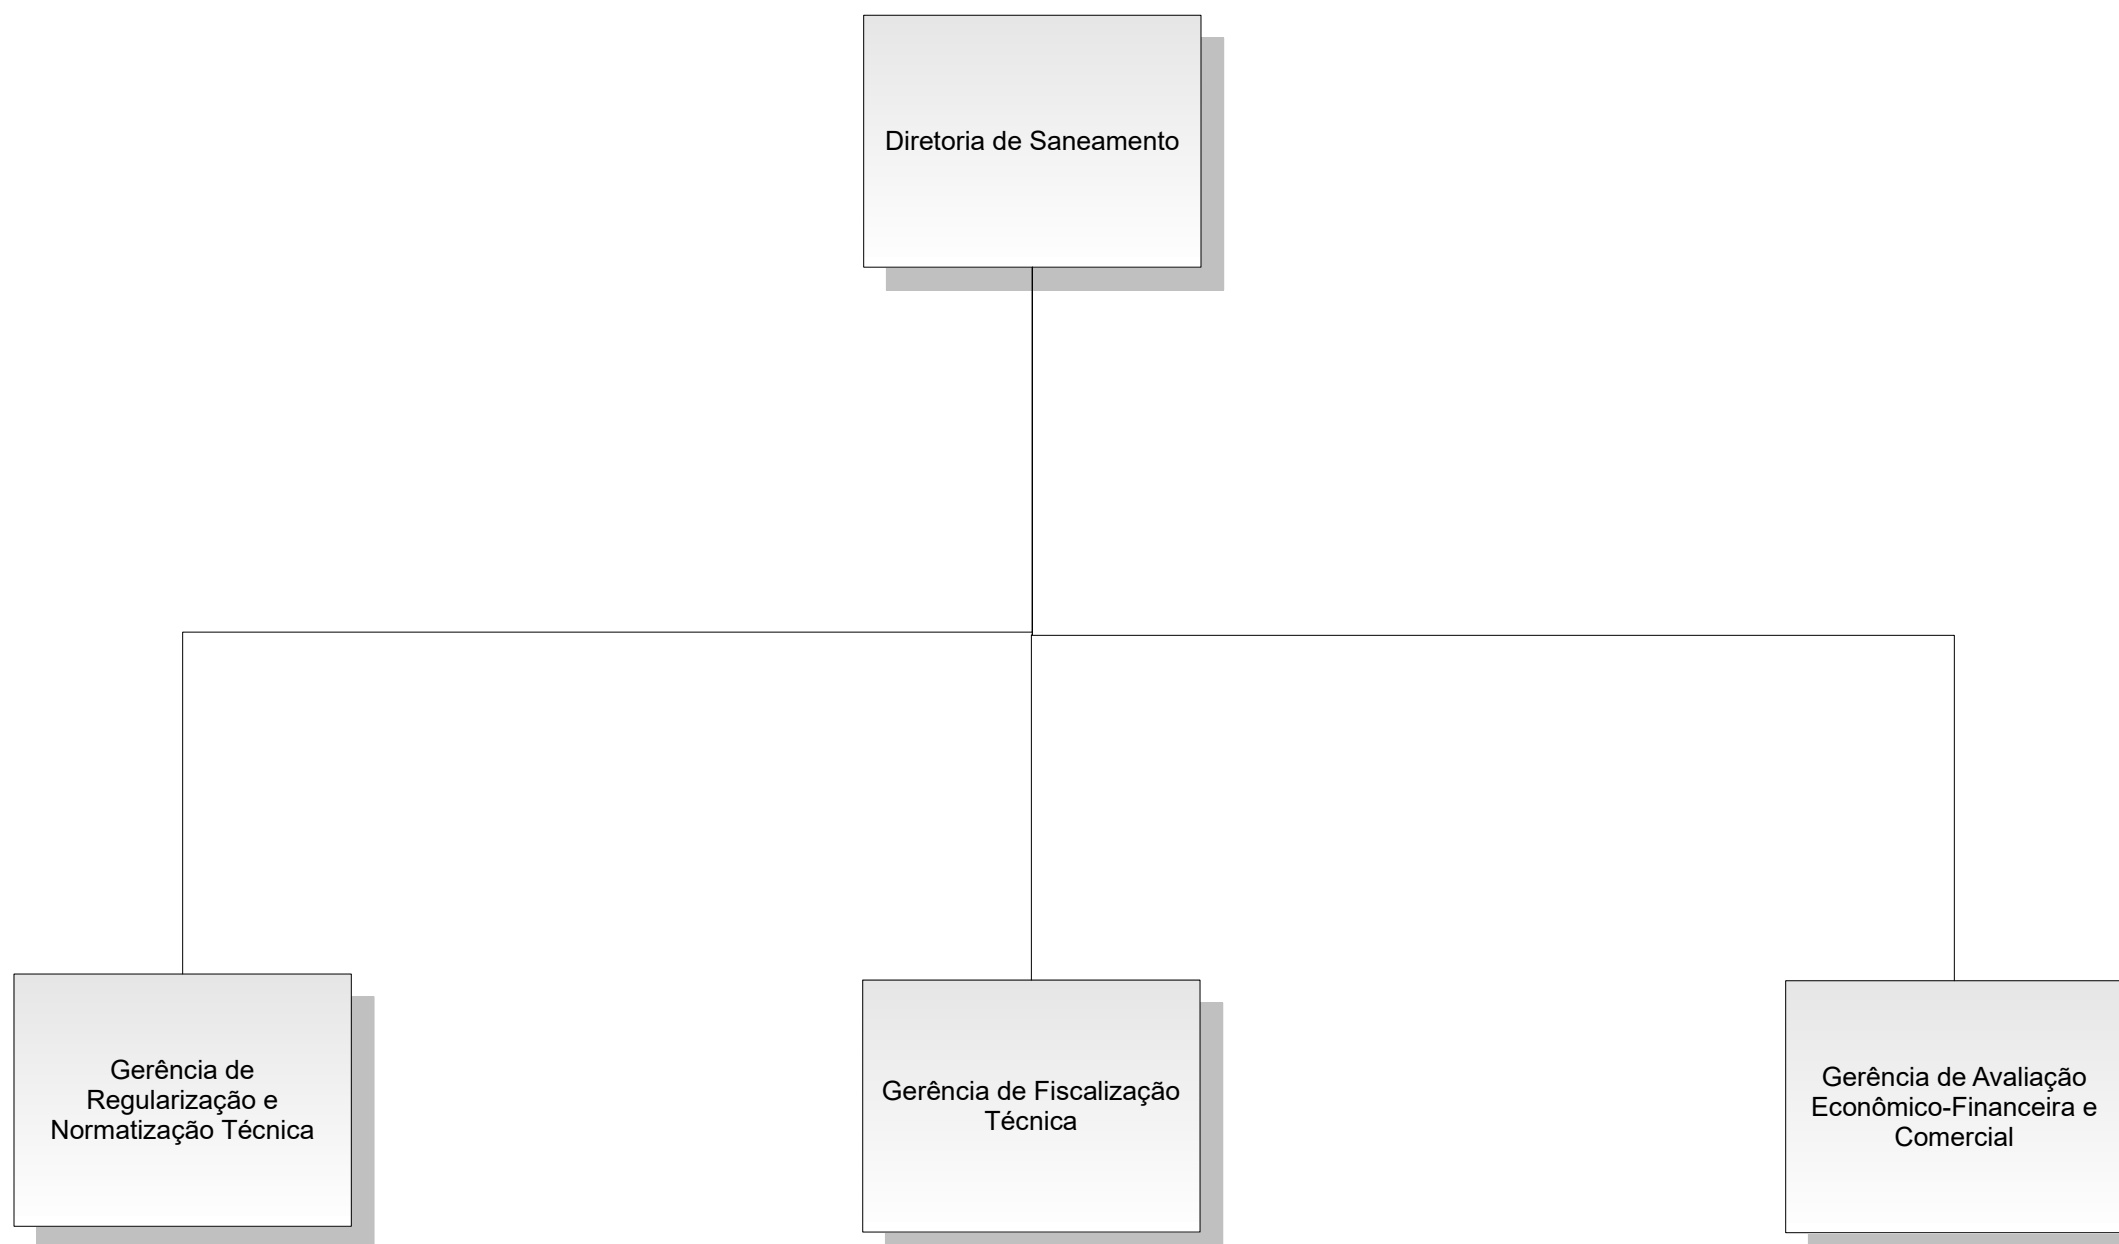 Diretoria de Saneamento
Gerência de
Regularização e
Normatização Técnica
Gerência de Fiscalização
Técnica
Gerência de Avaliação
Econômico-Financeira e
Comercial